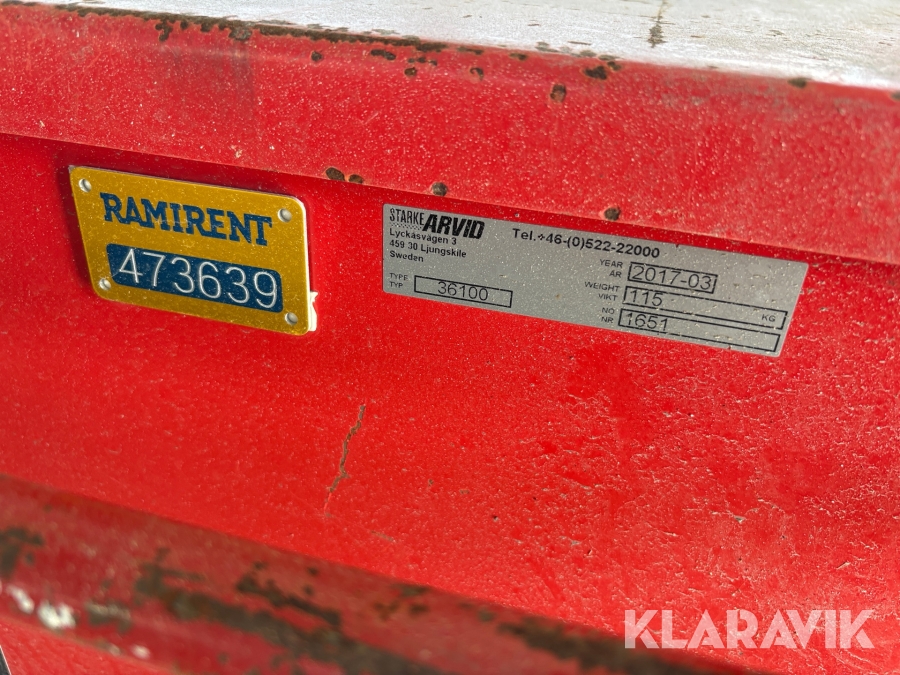 RAMIRENT
473639
STARKE ARVID
Lyckåsvägen 3
459 30 Ljungskile
Sweden
TYPE
TYP
36100
Tel.+46-(0)522-22000
YEAR
ÅR
2017-03
WEIGHT
VIKT
115
KG
NO
NR
1651
KLARAVIK